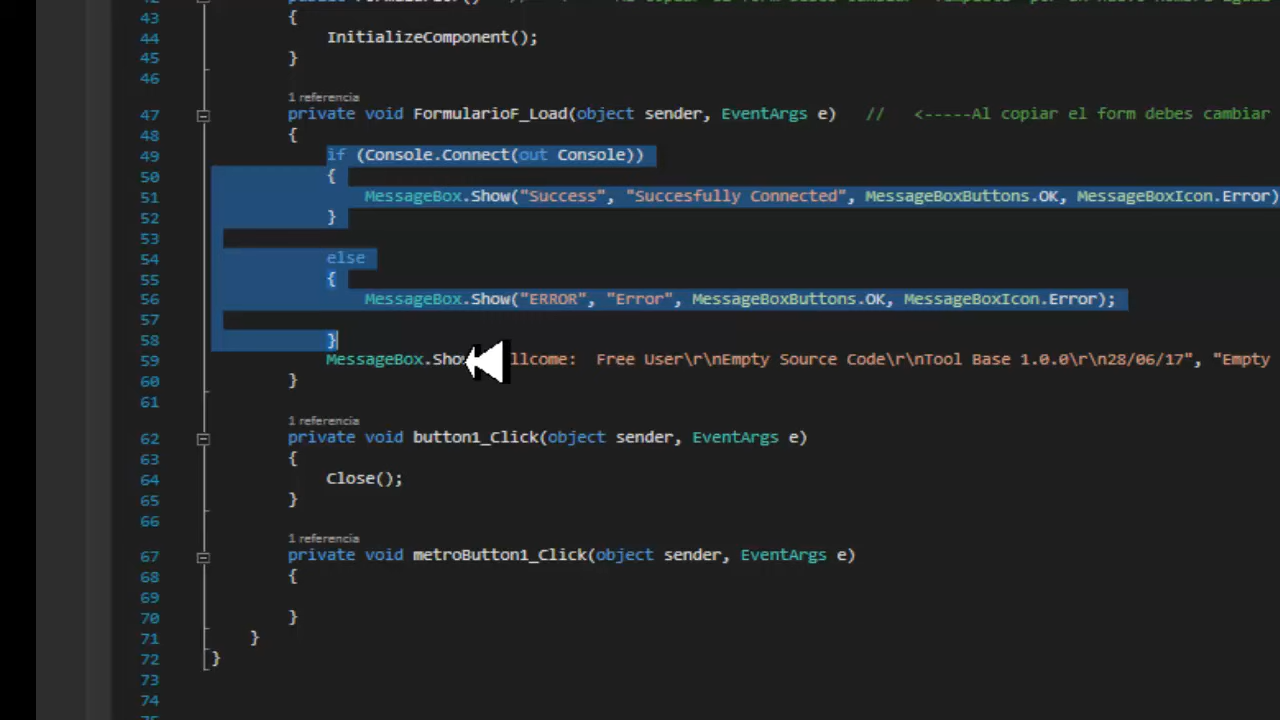 43 {
44 InitializeComponent();
45 }
46
1 referencia
47 private void FormularioF_Load(object sender, EventArgs e) // <-----Al copiar el form debes cambiar
48 {
49 if (Console.Connect(out Console))
50 {
51 MessageBox.Show("Success", "Succesfully Connected", MessageBoxButtons.OK, MessageBoxIcon.Error)
52 }
53
54 else
55 {
56 MessageBox.Show("ERROR", "Error", MessageBoxButtons.OK, MessageBoxIcon.Error);
57
58 }
59 MessageBox.Sho llcome: Free User\r\nEmpty Source Code\r\nTool Base 1.0.0\r\n28/06/17", "Empty
60 }
61
1 referencia
62 private void button1_Click(object sender, EventArgs e)
63 {
64 Close();
65 }
66
1 referencia
67 private void metroButton1_Click(object sender, EventArgs e)
68 {
69
70 }
71 }
72 }
73
74